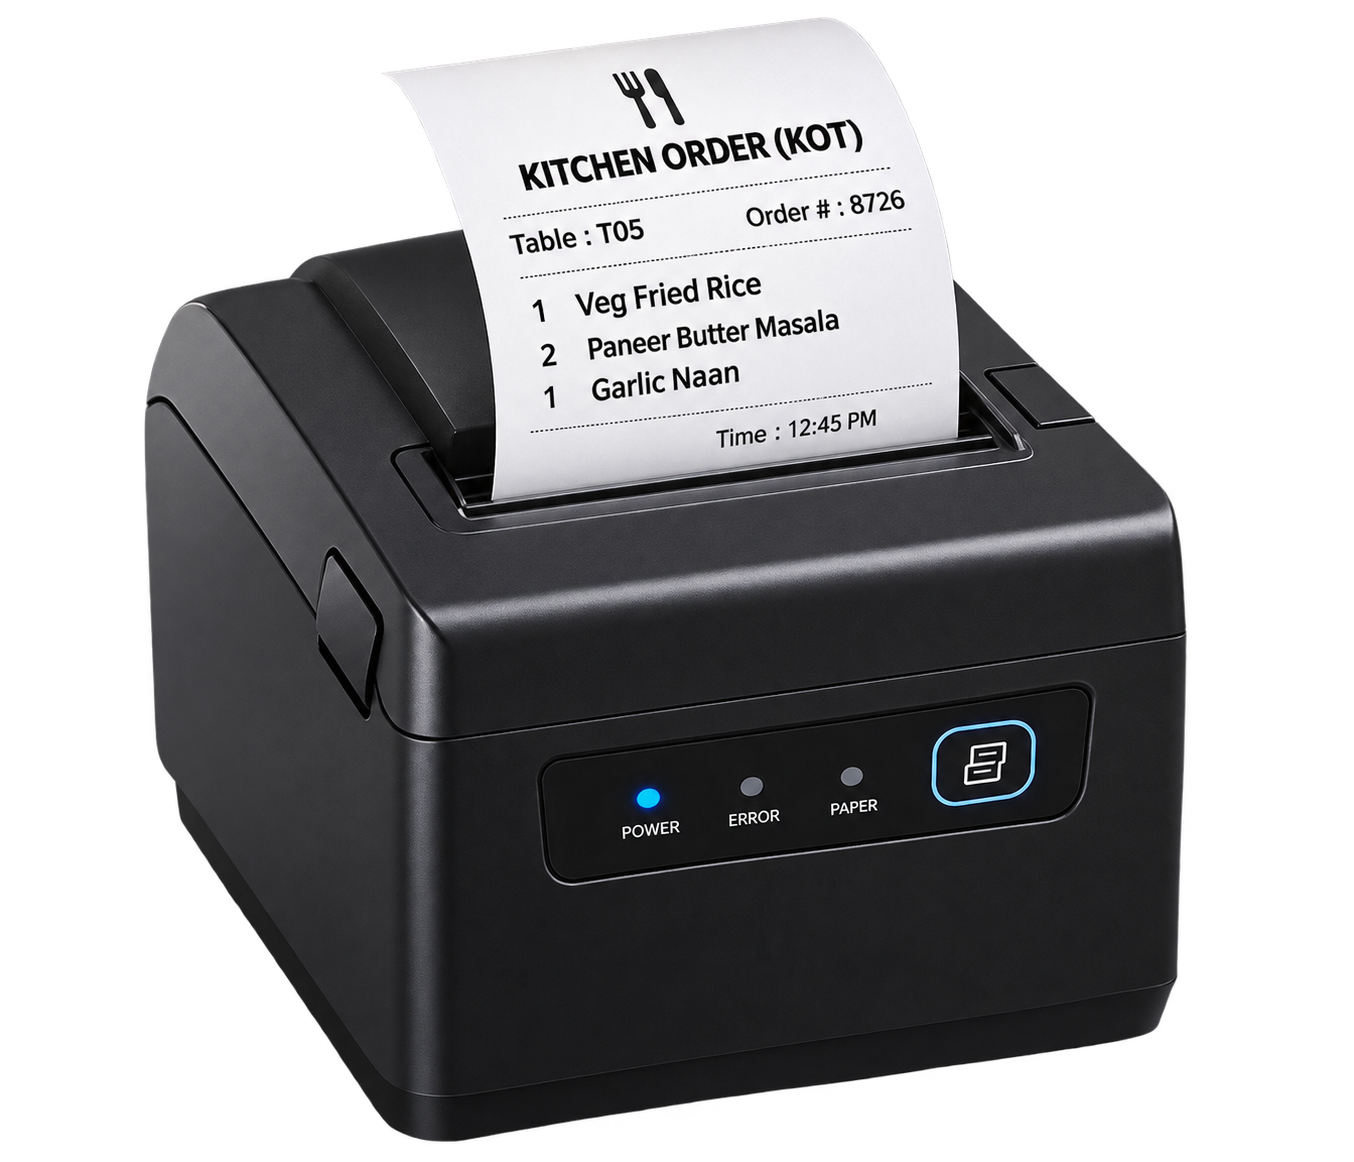 KITCHEN ORDER (KOT)
Table : T05 Order # : 8726
1 Veg Fried Rice
2 Paneer Butter Masala
1 Garlic Naan
Time : 12:45 PM
POWER ERROR PAPER